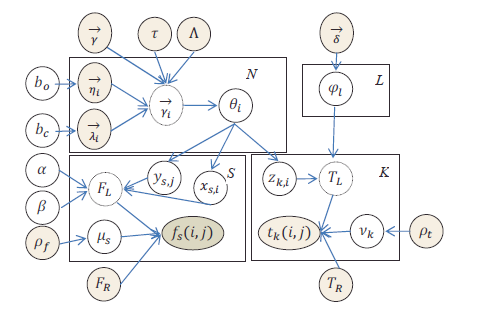 γ⃗ τ Λ δ⃗
N
b_o η⃗_i γ⃗_i θ_i φ_l L
b_c λ⃗_i
α F_L y_{s,j} x_{s,i} S z_{k,i} T_L K
β
ρ_f μ_s f_s(i,j) t_k(i,j) ν_k ρ_t
F_R T_R